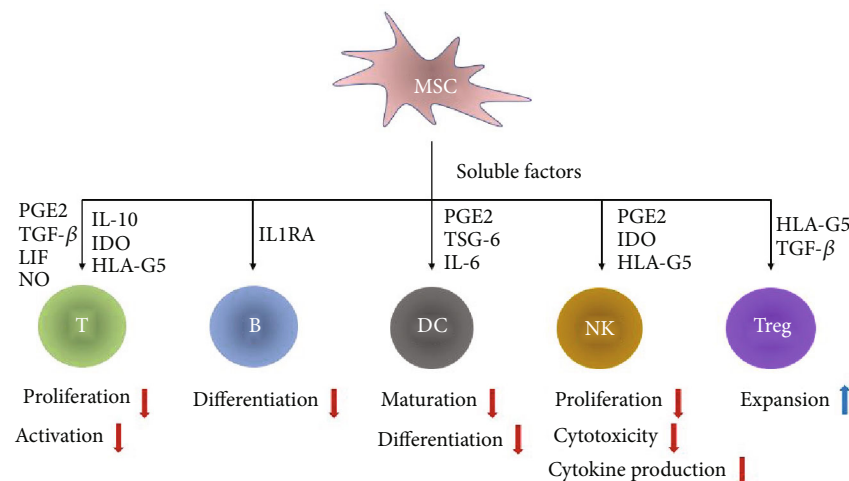 MSC
Soluble factors
PGE2
TGF-β
LIF
NO
IL-10
IDO
HLA-G5
IL1RA
PGE2
TSG-6
IL-6
PGE2
IDO
HLA-G5
HLA-G5
TGF-β
T
B
DC
NK
Treg
Proliferation
Activation
Differentiation
Maturation
Differentiation
Proliferation
Cytotoxicity
Cytokine production
Expansion